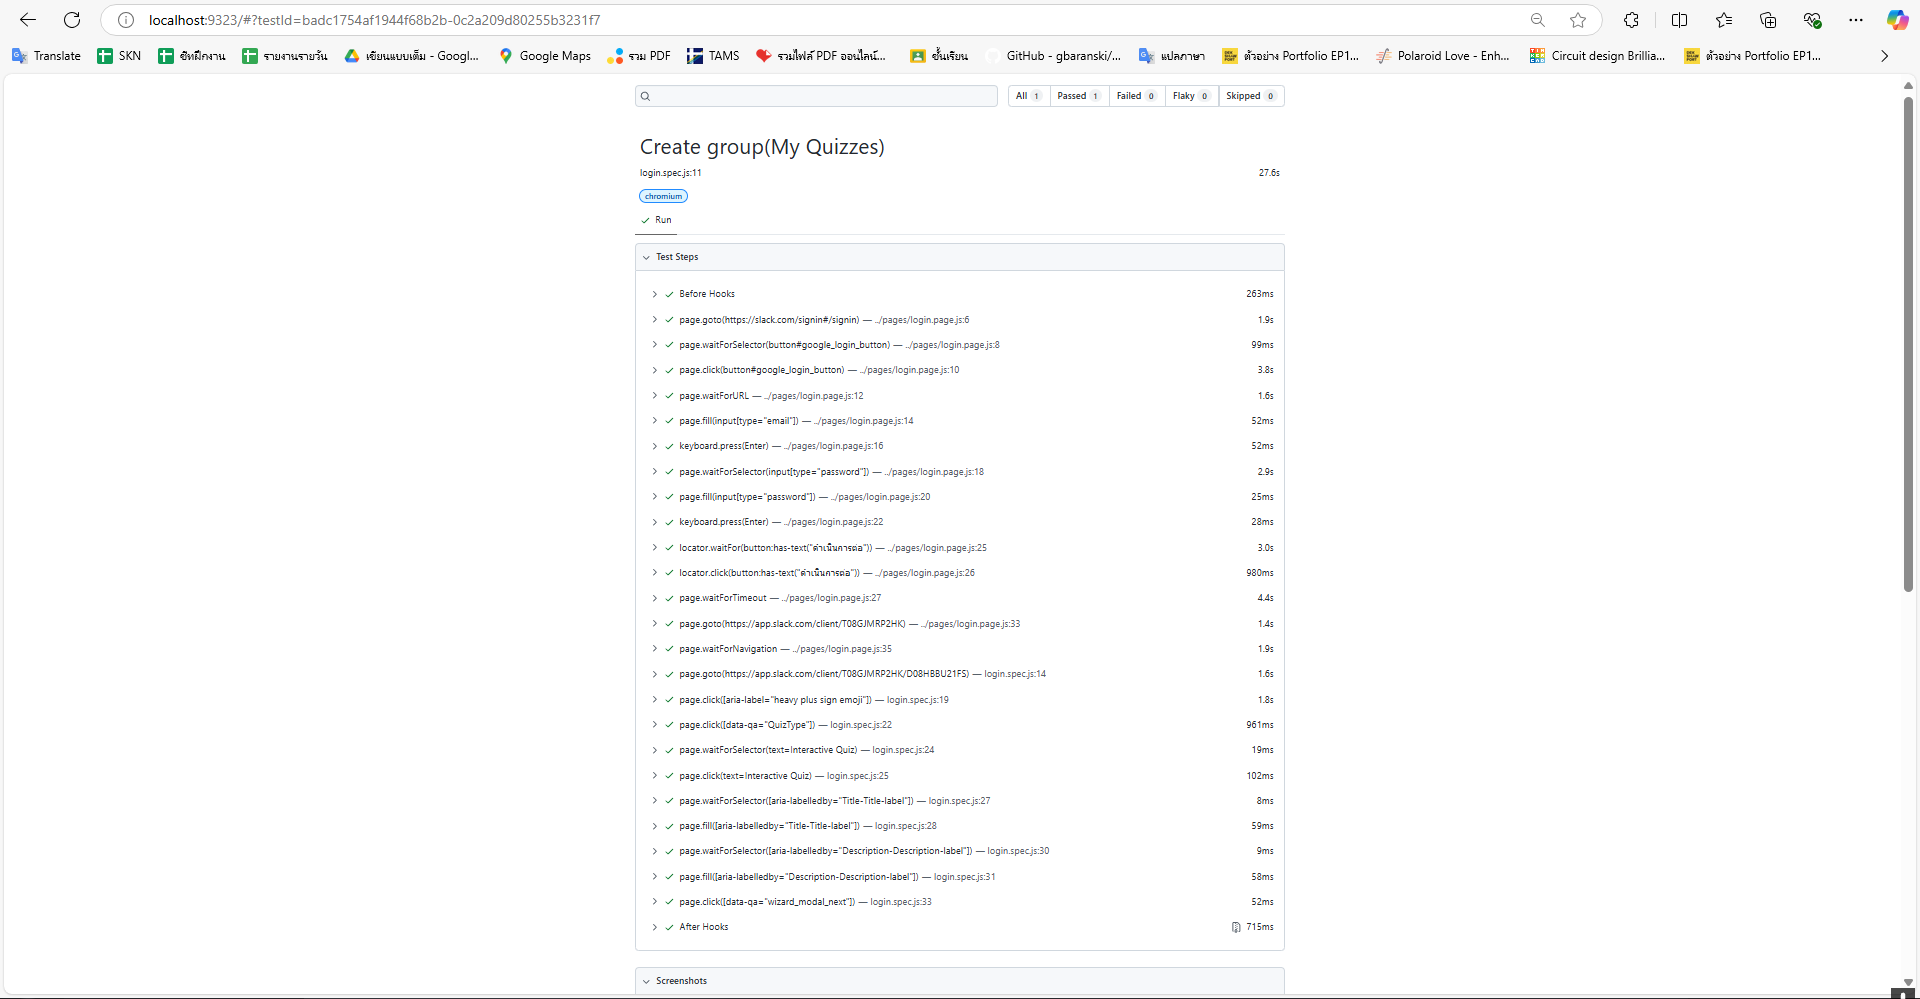 localhost:9323/#?testId=badc1754af1944f68b2b-0c2a209d80255b3231f7
Translate SKN ชีทฝึกงาน รายงานรายวัน เขียนแบบเต็ม - Googl... Google Maps รวม PDF TAMS รวมไฟล์ PDF ออนไลน์... ชั้นเรียน GitHub - gbaranski/... แปลภาษา ตัวอย่าง Portfolio EP1... Polaroid Love - Enh... Circuit design Brillia... ตัวอย่าง Portfolio EP1...
All 1 Passed 1 Failed 0 Flaky 0 Skipped 0
Create group(My Quizzes)
login.spec.js:11 27.6s
chromium
Run
Test Steps
Before Hooks 263ms
page.goto(https://slack.com/signin#/signin) — ../pages/login.page.js:6 1.9s
page.waitForSelector(button#google_login_button) — ../pages/login.page.js:8 99ms
page.click(button#google_login_button) — ../pages/login.page.js:10 3.8s
page.waitForURL — ../pages/login.page.js:12 1.6s
page.fill(input[type="email"]) — ../pages/login.page.js:14 52ms
keyboard.press(Enter) — ../pages/login.page.js:16 52ms
page.waitForSelector(input[type="password"]) — ../pages/login.page.js:18 2.9s
page.fill(input[type="password"]) — ../pages/login.page.js:20 25ms
keyboard.press(Enter) — ../pages/login.page.js:22 28ms
locator.waitFor(button:has-text("ดำเนินการต่อ")) — ../pages/login.page.js:25 3.0s
locator.click(button:has-text("ดำเนินการต่อ")) — ../pages/login.page.js:26 980ms
page.waitForTimeout — ../pages/login.page.js:27 4.4s
page.goto(https://app.slack.com/client/T08GJMRP2HK) — ../pages/login.page.js:33 1.4s
page.waitForNavigation — ../pages/login.page.js:35 1.9s
page.goto(https://app.slack.com/client/T08GJMRP2HK/D08HBBU21FS) — login.spec.js:14 1.6s
page.click([aria-label="heavy plus sign emoji"]) — login.spec.js:19 1.8s
page.click([data-qa="QuizType"]) — login.spec.js:22 961ms
page.waitForSelector(text=Interactive Quiz) — login.spec.js:24 19ms
page.click(text=Interactive Quiz) — login.spec.js:25 102ms
page.waitForSelector([aria-labelledby="Title-Title-label"]) — login.spec.js:27 8ms
page.fill([aria-labelledby="Title-Title-label"]) — login.spec.js:28 59ms
page.waitForSelector([aria-labelledby="Description-Description-label"]) — login.spec.js:30 9ms
page.fill([aria-labelledby="Description-Description-label"]) — login.spec.js:31 58ms
page.click([data-qa="wizard_modal_next"]) — login.spec.js:33 52ms
After Hooks 715ms
Screenshots